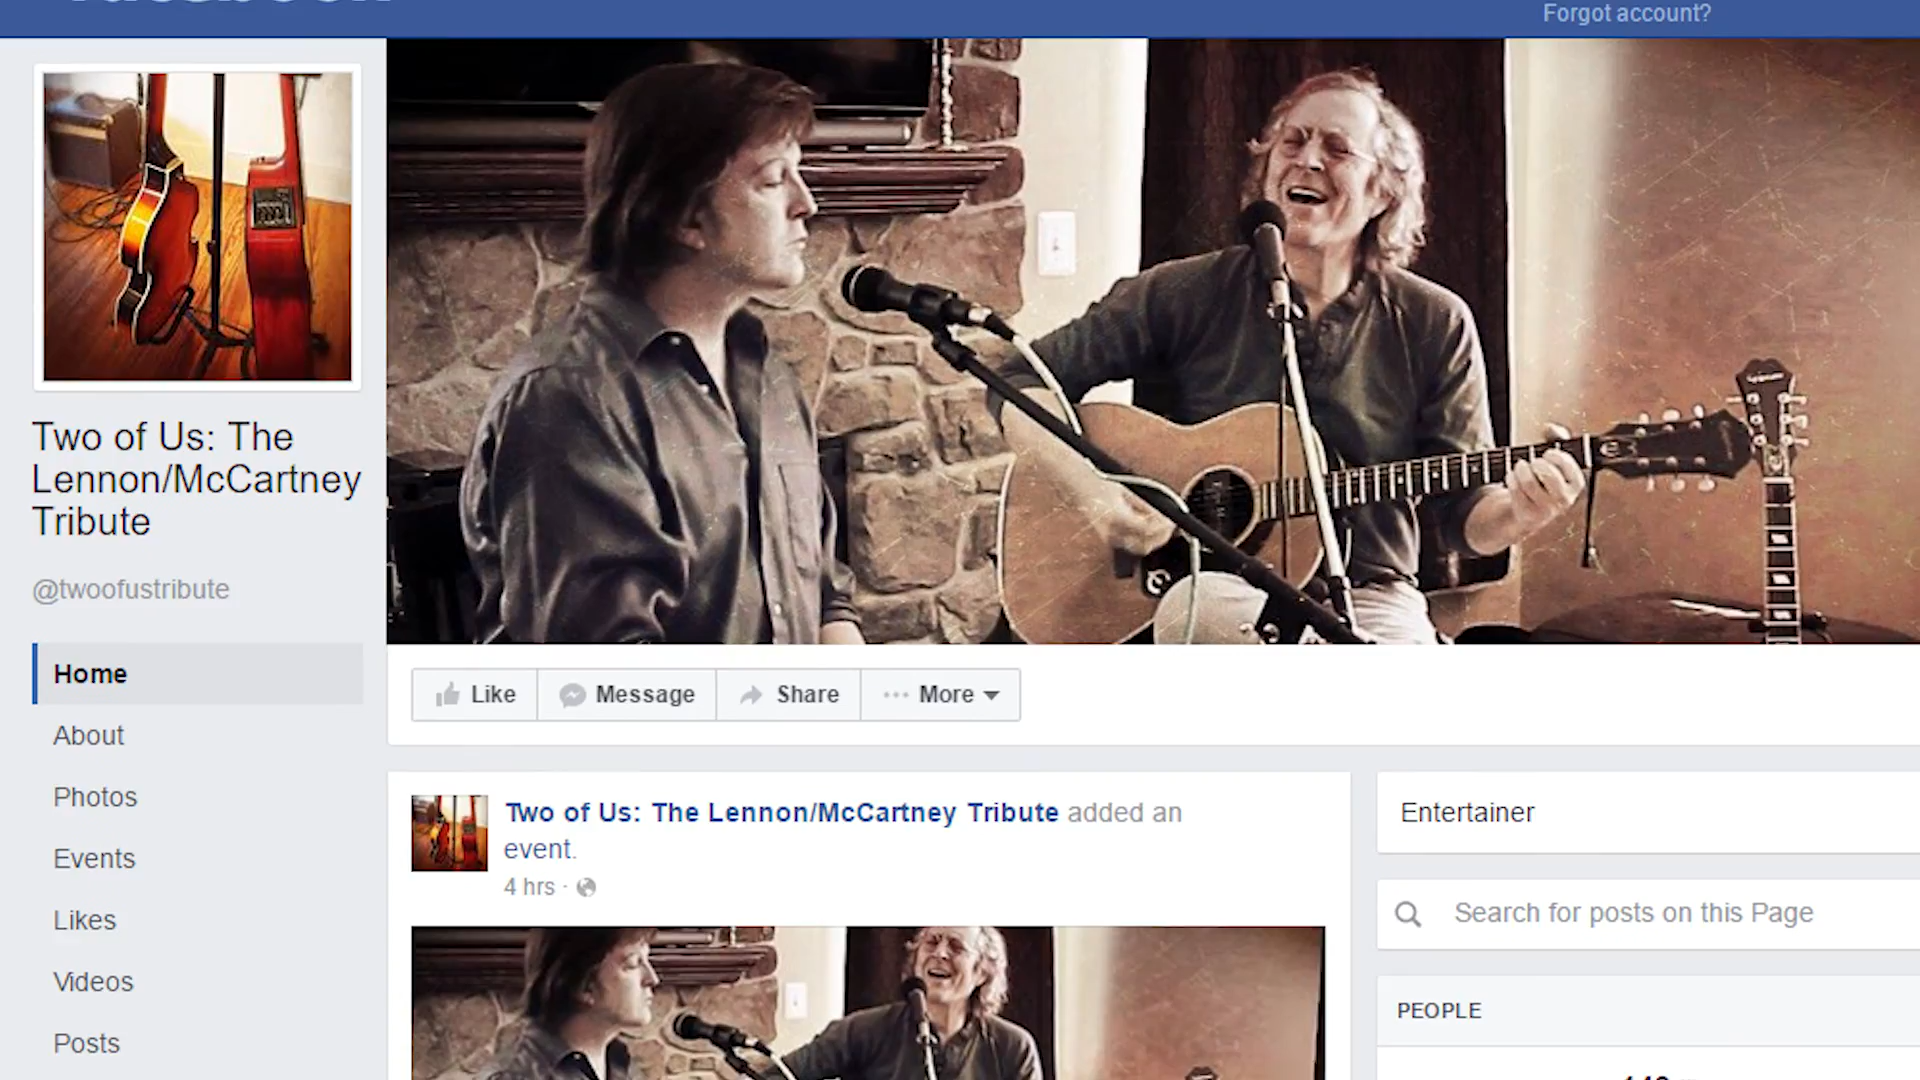 Forgot account?
Two of Us: The
Lennon/McCartney
Tribute
@twoofustribute
Home
About
Photos
Events
Likes
Videos
Posts
Like
Message
Share
More
Two of Us: The Lennon/McCartney Tribute added an
event.
4 hrs ·
Entertainer
Search for posts on this Page
PEOPLE